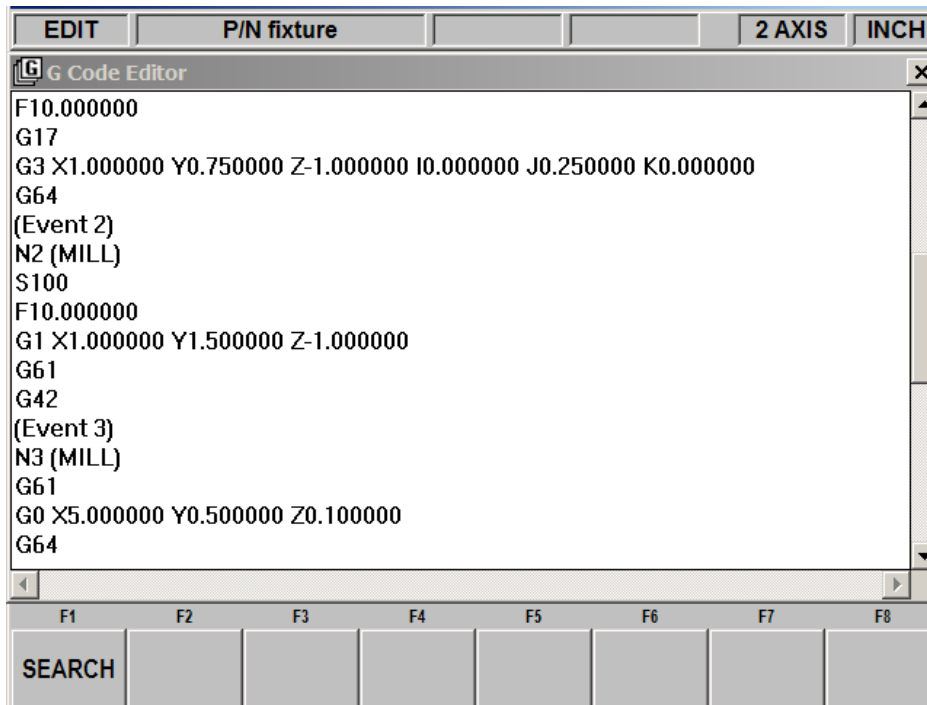 EDIT P/N fixture 2 AXIS INCH
G Code Editor
F10.000000
G17
G3 X1.000000 Y0.750000 Z-1.000000 I0.000000 J0.250000 K0.000000
G64
(Event 2)
N2 (MILL)
S100
F10.000000
G1 X1.000000 Y1.500000 Z-1.000000
G61
G42
(Event 3)
N3 (MILL)
G61
G0 X5.000000 Y0.500000 Z0.100000
G64
F1 F2 F3 F4 F5 F6 F7 F8
SEARCH